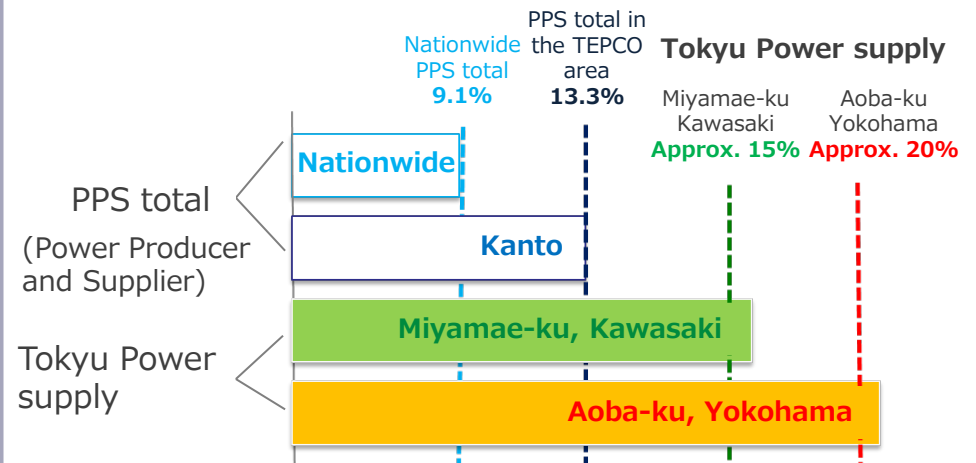 Nationwide
PPS total
9.1%
PPS total in
the TEPCO
area
13.3%
Tokyu Power supply
Miyamae-ku
Kawasaki
Approx. 15%
Aoba-ku
Yokohama
Approx. 20%
PPS total
(Power Producer
and Supplier)
Nationwide
Kanto
Tokyu Power
supply
Miyamae-ku, Kawasaki
Aoba-ku, Yokohama